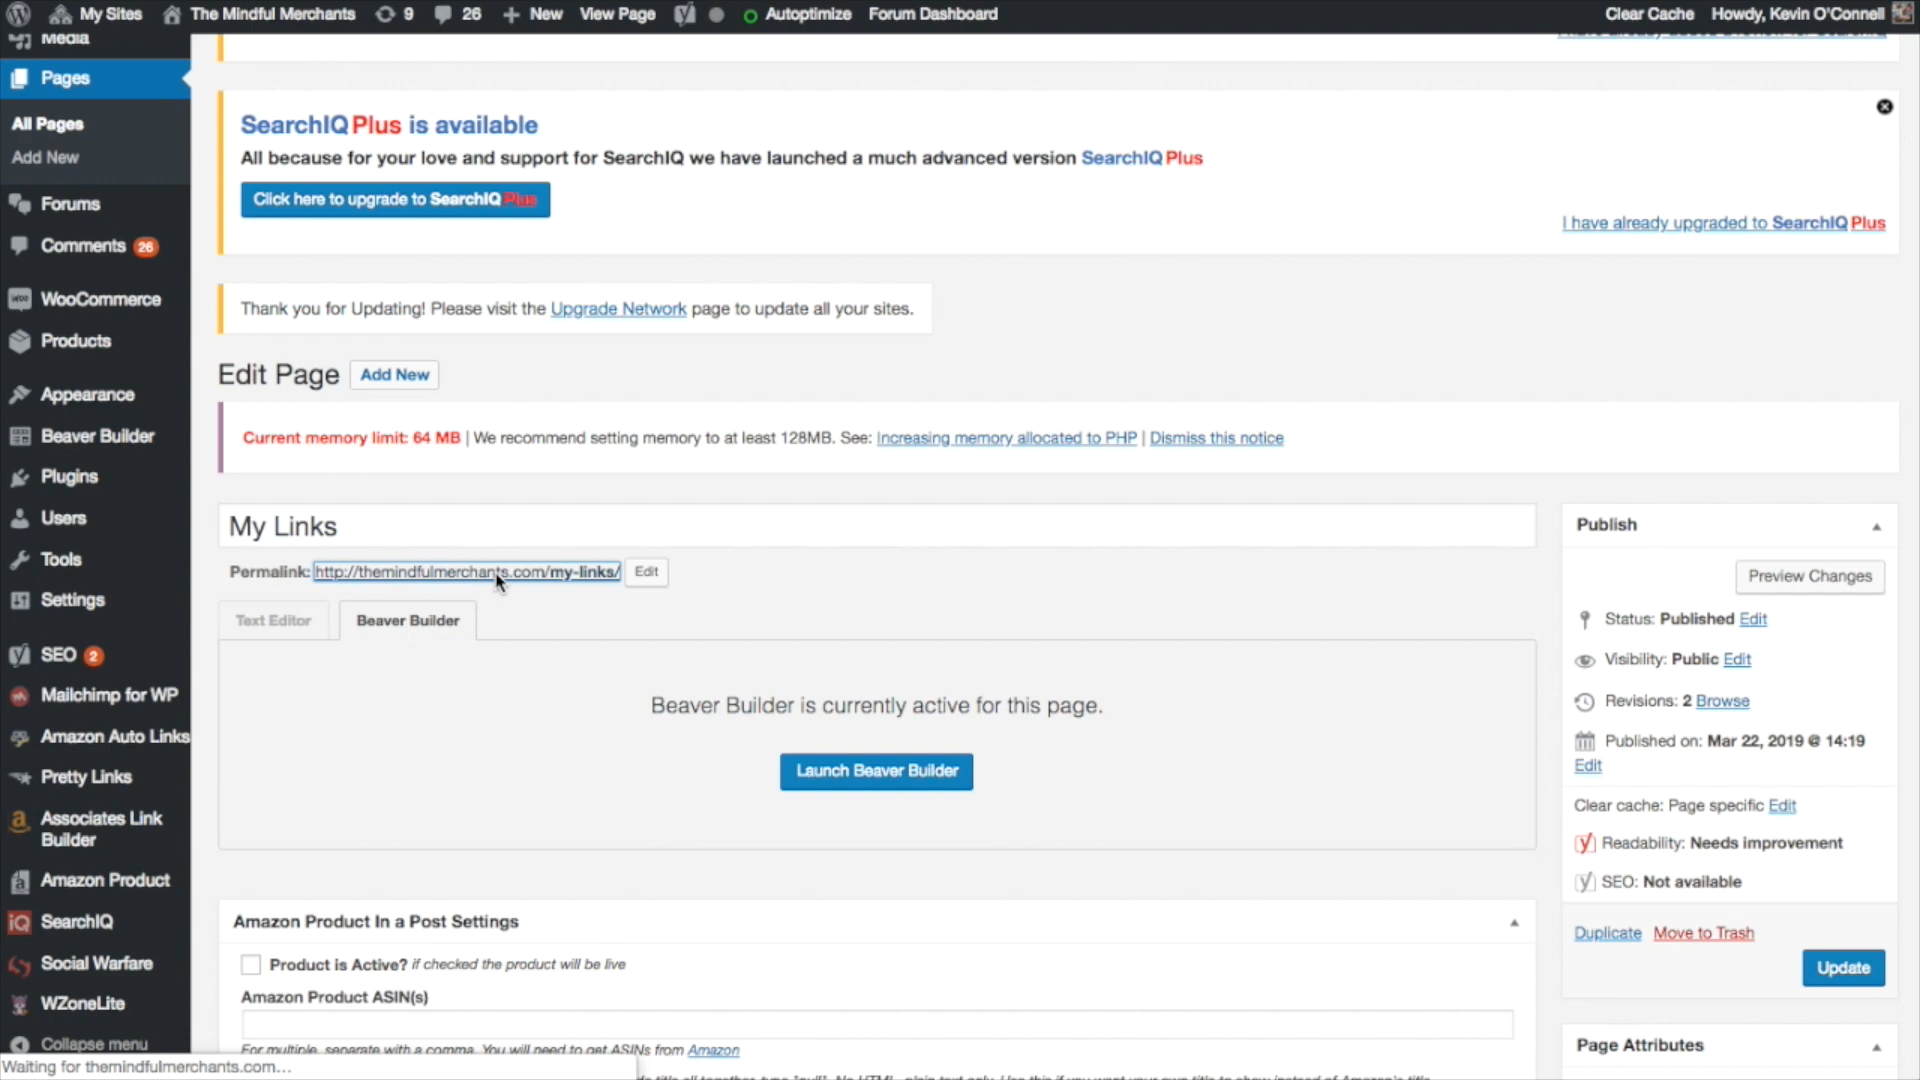 My Sites The Mindful Merchants 9 26 New View Page Autoptimize Forum Dashboard Clear Cache Howdy, Kevin O'Connell
Media
Pages
All Pages
Add New
Forums
Comments 26
WooCommerce
Products
Appearance
Beaver Builder
Plugins
Users
Tools
Settings
SEO 2
Mailchimp for WP
Amazon Auto Links
Pretty Links
Associates Link
Builder
Amazon Product
SearchIQ
Social Warfare
WZoneLite
Collapse menu
Waiting for themindfulmerchants.com...
SearchIQ Plus is available
All because for your love and support for SearchIQ we have launched a much advanced version SearchIQ Plus
Click here to upgrade to SearchIQ Plus
I have already upgraded to SearchIQ Plus
Thank you for Updating! Please visit the Upgrade Network page to update all your sites.
Edit Page Add New
Current memory limit: 64 MB | We recommend setting memory to at least 128MB. See: Increasing memory allocated to PHP | Dismiss this notice
My Links
Permalink: http://themindfulmerchants.com/my-links/ Edit
Text Editor Beaver Builder
Beaver Builder is currently active for this page.
Launch Beaver Builder
Amazon Product In a Post Settings
Product is Active? if checked the product will be live
Amazon Product ASIN(s)
For multiple, separate with a comma. You will need to get ASINs from Amazon
Publish
Preview Changes
Status: Published Edit
Visibility: Public Edit
Revisions: 2 Browse
Published on: Mar 22, 2019 @ 14:19
Edit
Clear cache: Page specific Edit
Readability: Needs improvement
SEO: Not available
Duplicate Move to Trash
Update
Page Attributes